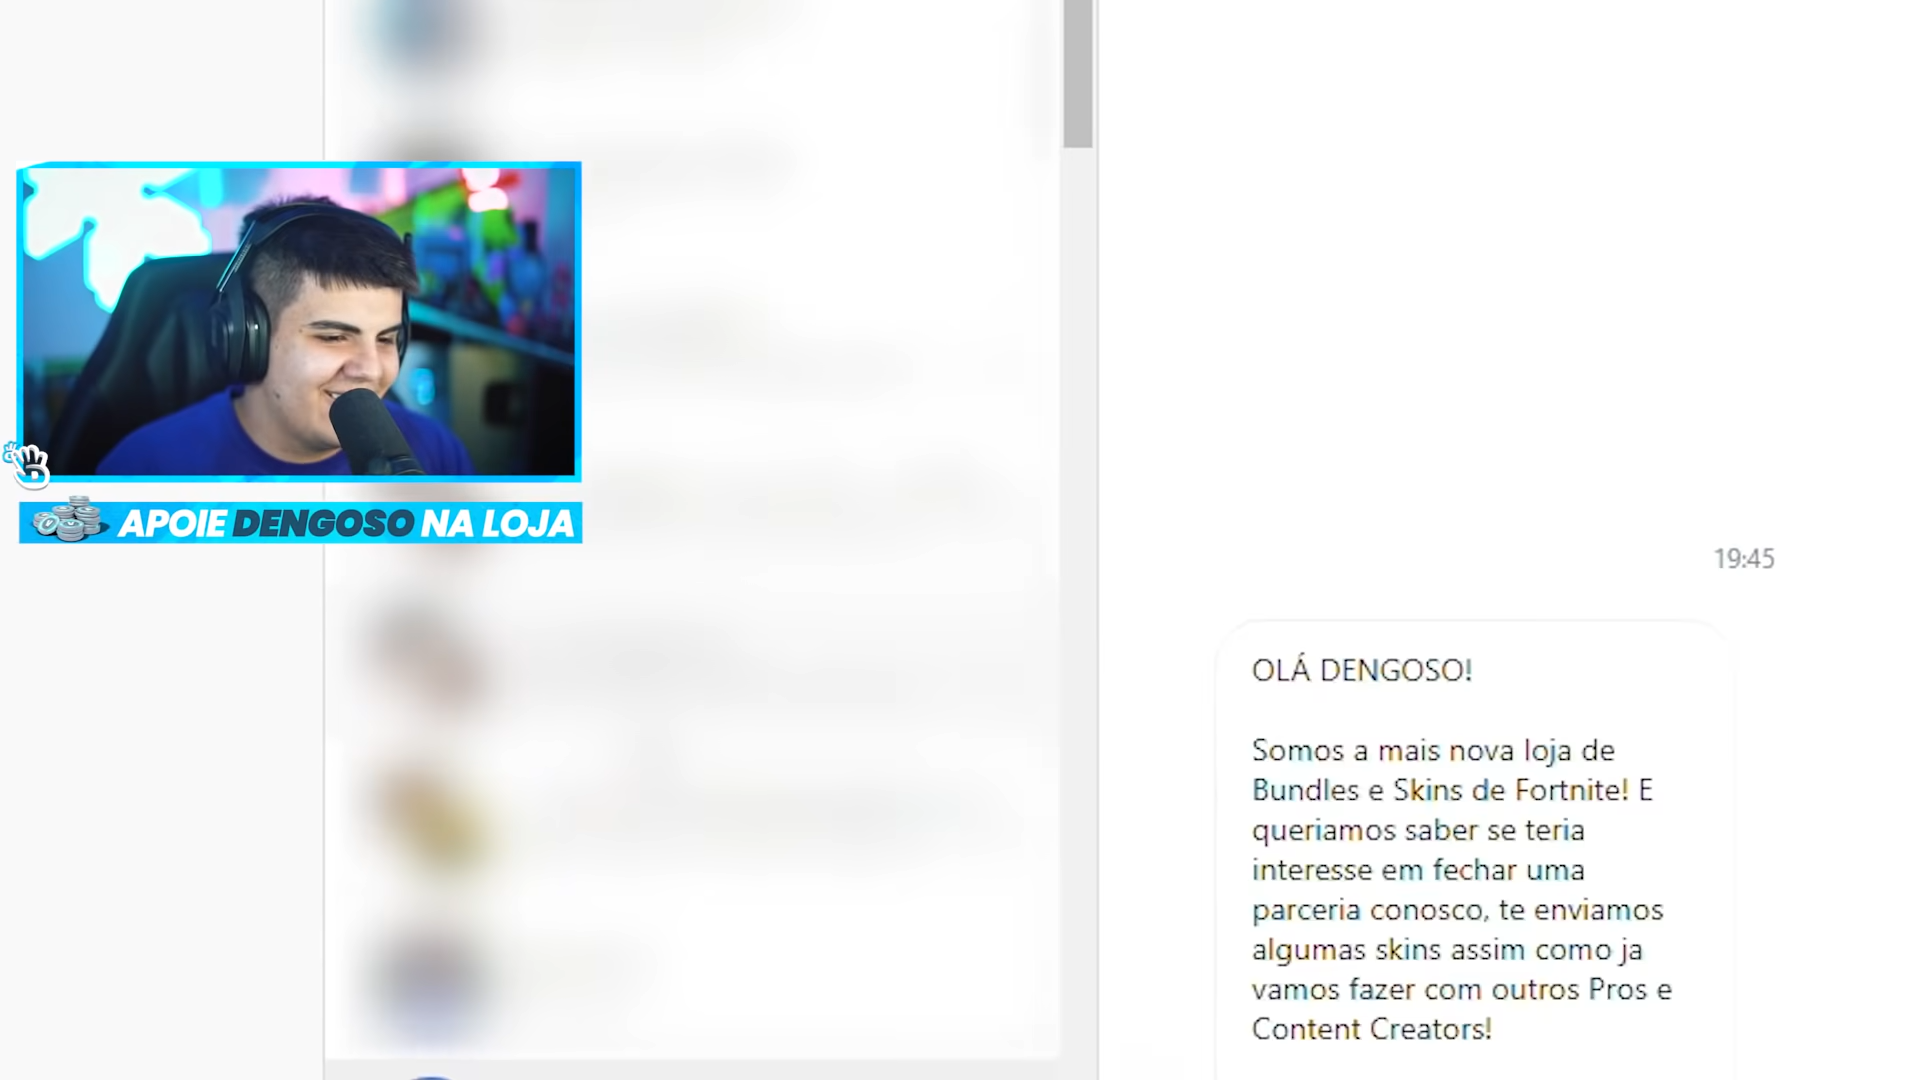 APOIE DENGOSO NA LOJA
19:45
OLÁ DENGOSO!
Somos a mais nova loja de
Bundles e Skins de Fortnite! E
queriamos saber se teria
interesse em fechar uma
parceria conosco, te enviamos
algumas skins assim como ja
vamos fazer com outros Pros e
Content Creators!